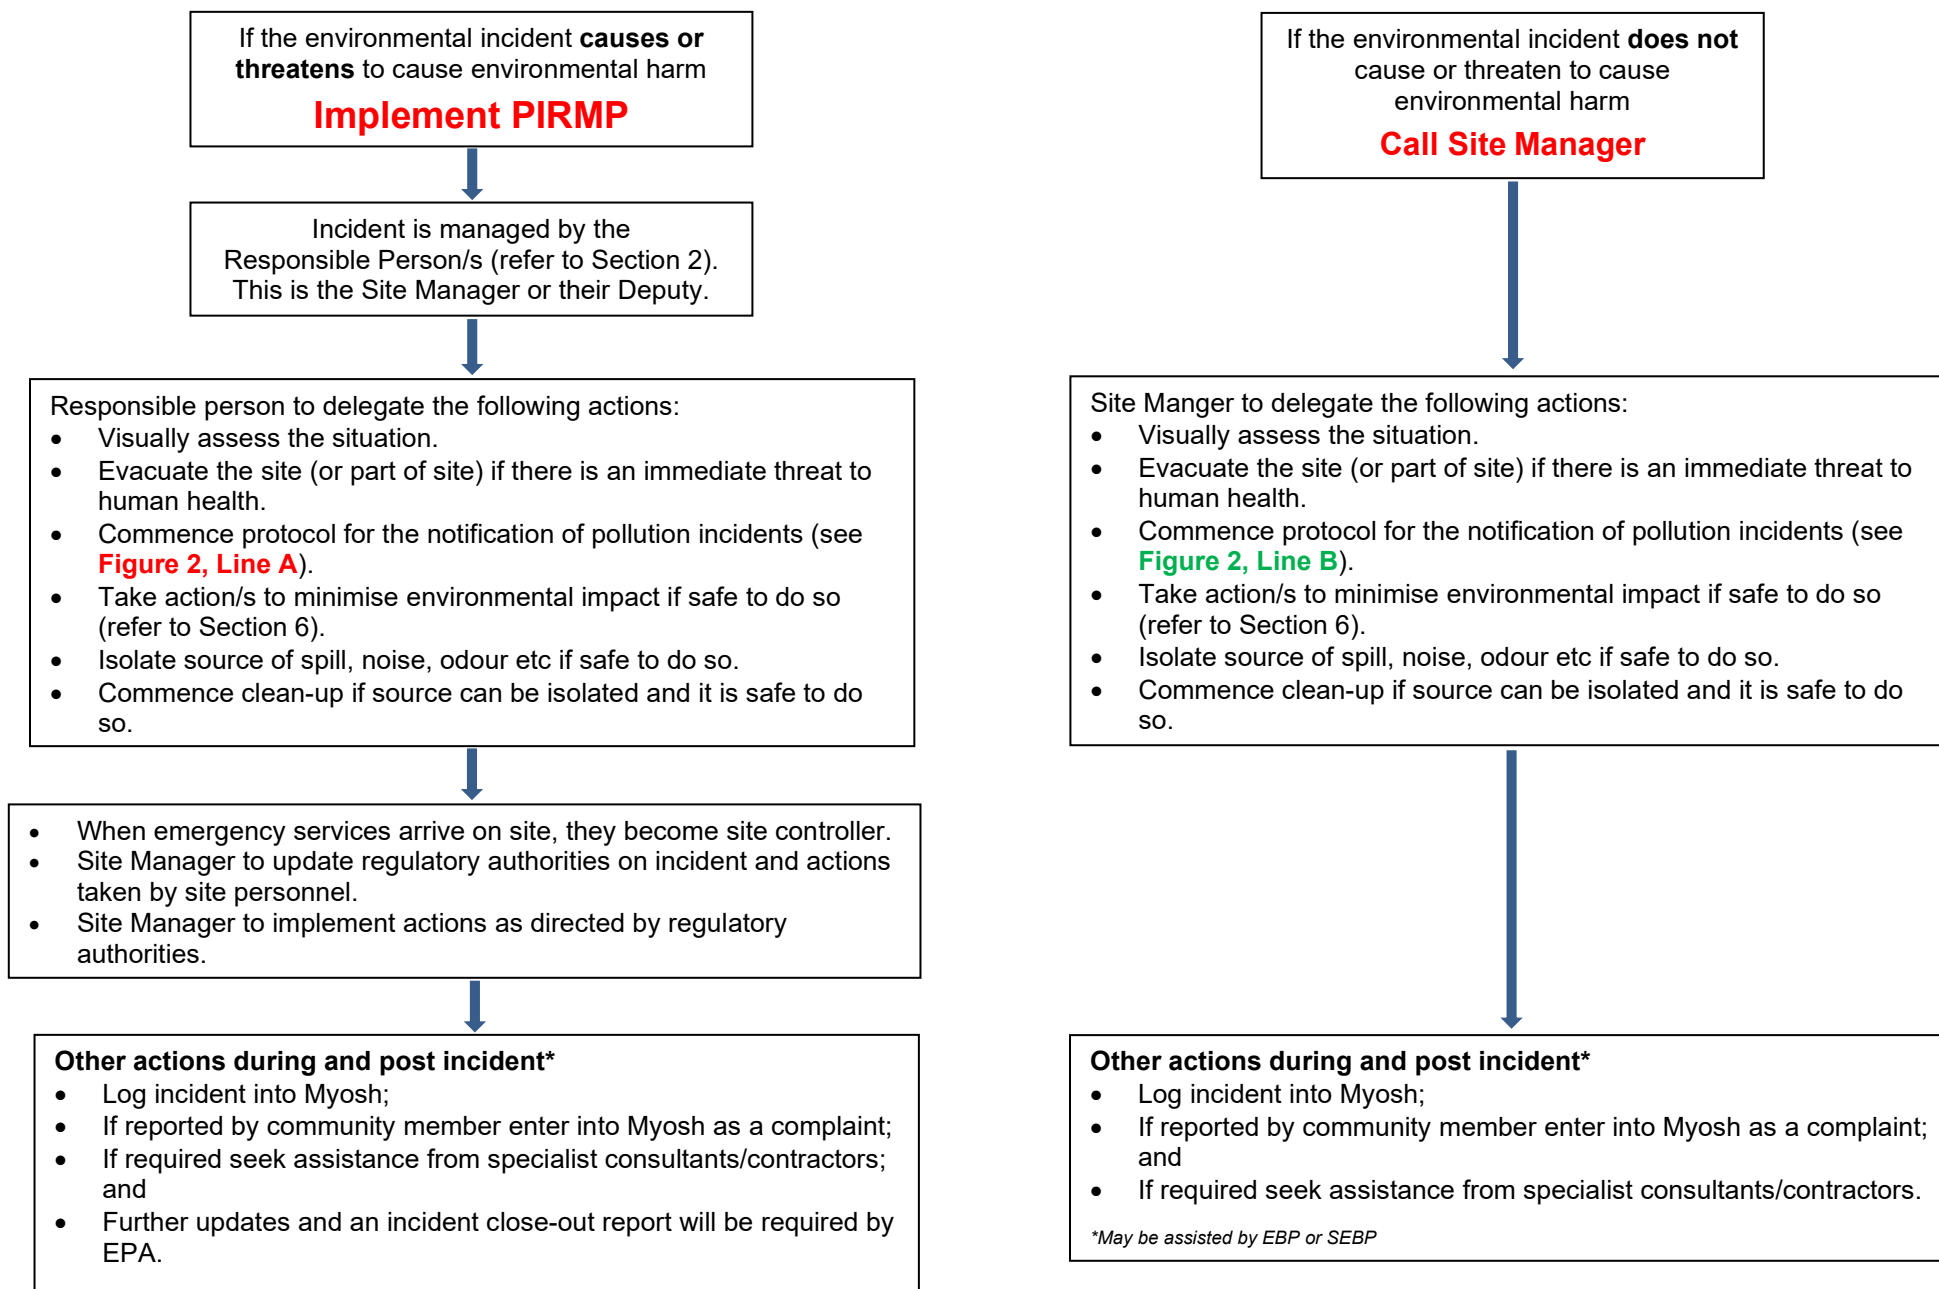 If the environmental incident causes or
threatens to cause environmental harm
Implement PIRMP
Incident is managed by the
Responsible Person/s (refer to Section 2).
This is the Site Manager or their Deputy.
Responsible person to delegate the following actions:
• Visually assess the situation.
• Evacuate the site (or part of site) if there is an immediate threat to
human health.
• Commence protocol for the notification of pollution incidents (see
Figure 2, Line A).
• Take action/s to minimise environmental impact if safe to do so
(refer to Section 6).
• Isolate source of spill, noise, odour etc if safe to do so.
• Commence clean-up if source can be isolated and it is safe to do
so.
• When emergency services arrive on site, they become site controller.
• Site Manager to update regulatory authorities on incident and actions
taken by site personnel.
• Site Manager to implement actions as directed by regulatory
authorities.
Other actions during and post incident*
• Log incident into Myosh;
• If reported by community member enter into Myosh as a complaint;
• If required seek assistance from specialist consultants/contractors;
and
• Further updates and an incident close-out report will be required by
EPA.
If the environmental incident does not
cause or threaten to cause
environmental harm
Call Site Manager
Site Manger to delegate the following actions:
• Visually assess the situation.
• Evacuate the site (or part of site) if there is an immediate threat to
human health.
• Commence protocol for the notification of pollution incidents (see
Figure 2, Line B).
• Take action/s to minimise environmental impact if safe to do so
(refer to Section 6).
• Isolate source of spill, noise, odour etc if safe to do so.
• Commence clean-up if source can be isolated and it is safe to do
so.
Other actions during and post incident*
• Log incident into Myosh;
• If reported by community member enter into Myosh as a complaint;
and
• If required seek assistance from specialist consultants/contractors.
*May be assisted by EBP or SEBP